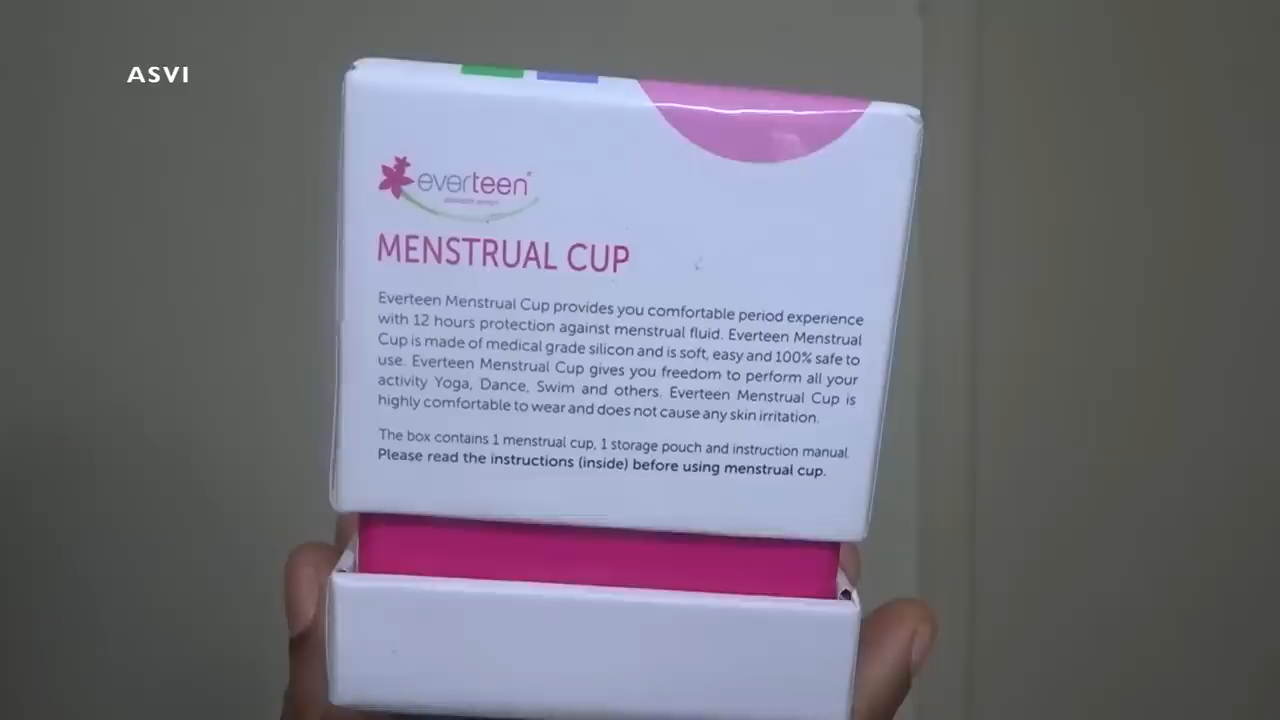 ASVI
everteen®
MENSTRUAL CUP
Everteen Menstrual Cup provides you comfortable period experience
with 12 hours protection against menstrual fluid. Everteen Menstrual
Cup is made of medical grade silicon and is soft, easy and 100% safe to
use. Everteen Menstrual Cup gives you freedom to perform all your
activity Yoga, Dance, Swim and others. Everteen Menstrual Cup is
highly comfortable to wear and does not cause any skin irritation.
The box contains 1 menstrual cup, 1 storage pouch and instruction manual.
Please read the instructions (inside) before using menstrual cup.